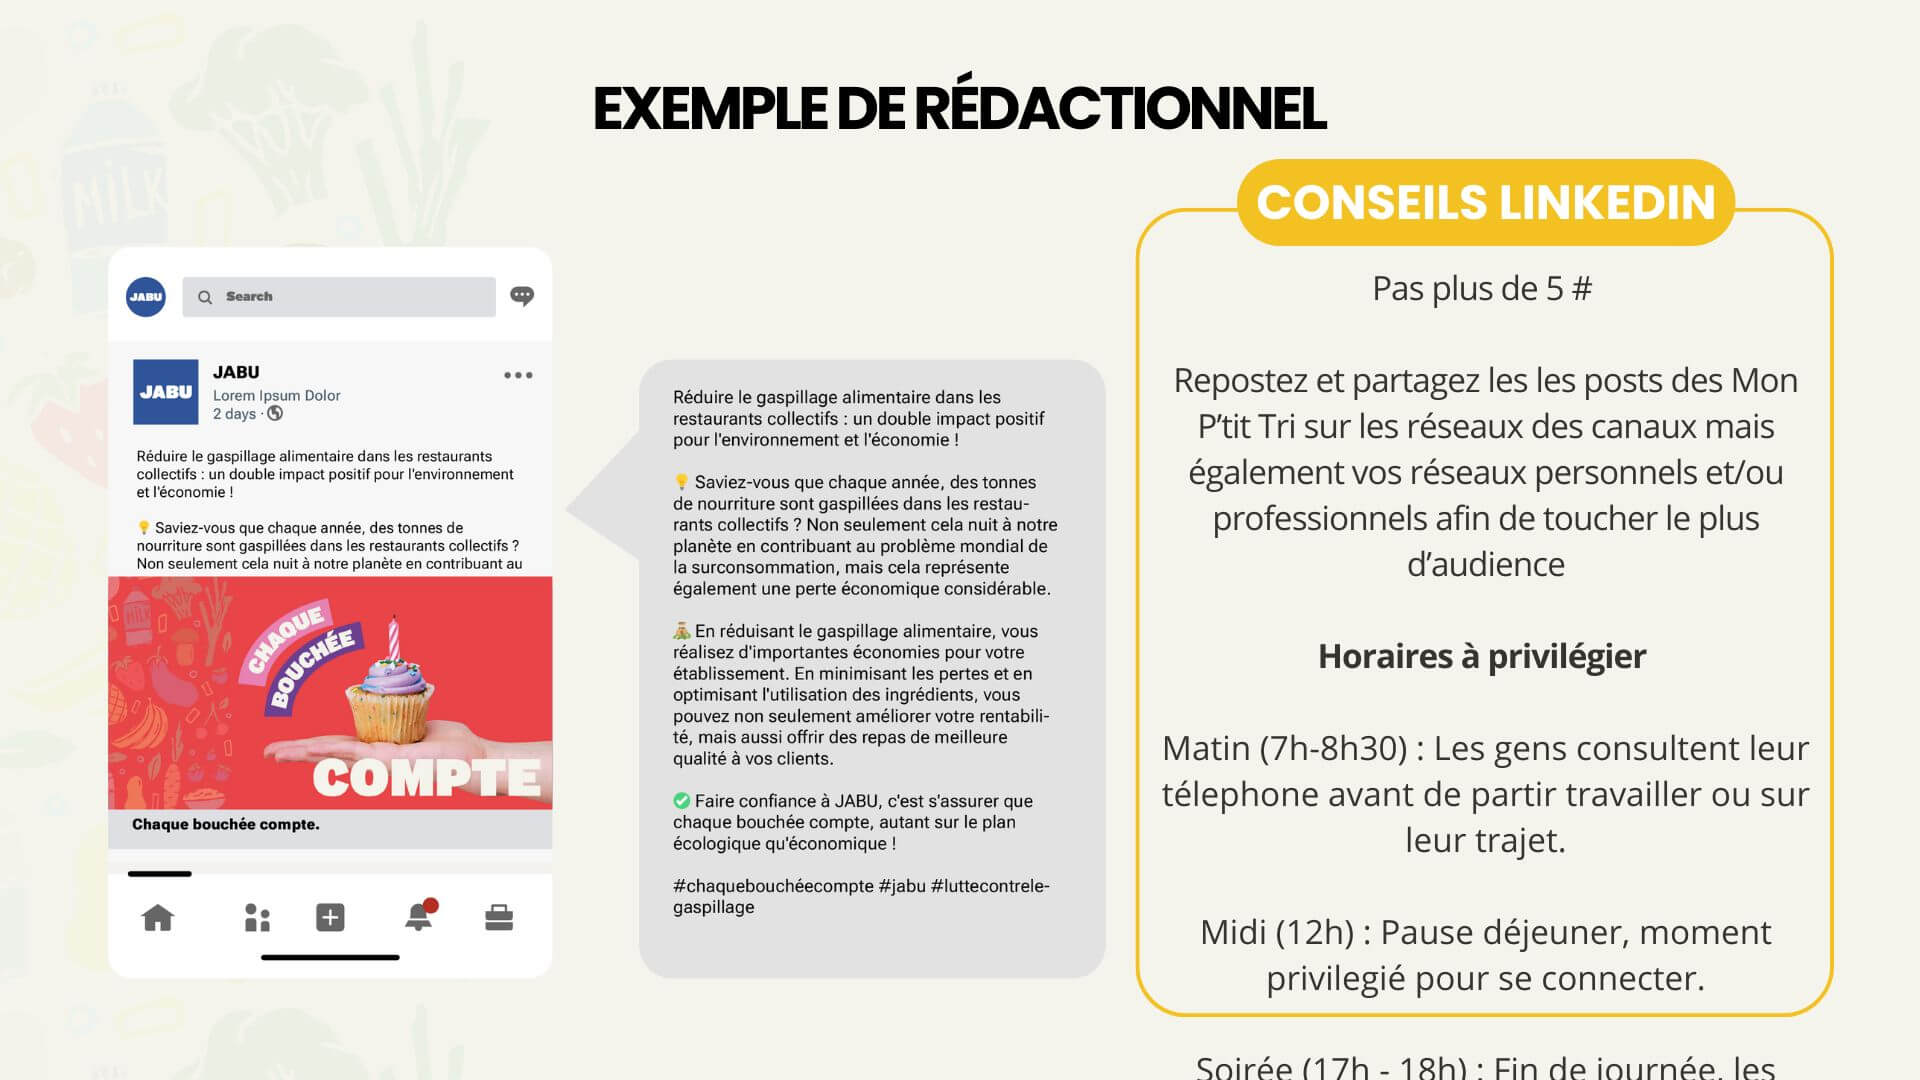 EXEMPLE DE RÉDACTIONNEL
MILK
JABU
Search
JABU
JABU
Lorem Ipsum Dolor
2 days ·
Réduire le gaspillage alimentaire dans les restaurants
collectifs : un double impact positif pour l'environnement
et l'économie !
💡 Saviez-vous que chaque année, des tonnes de
nourriture sont gaspillées dans les restaurants collectifs ?
Non seulement cela nuit à notre planète en contribuant au
MILK
CHAQUE
BOUCHÉE
COMPTE
Chaque bouchée compte.
Réduire le gaspillage alimentaire dans les
restaurants collectifs : un double impact positif
pour l'environnement et l'économie !
💡 Saviez-vous que chaque année, des tonnes
de nourriture sont gaspillées dans les restau-
rants collectifs ? Non seulement cela nuit à notre
planète en contribuant au problème mondial de
la surconsommation, mais cela représente
également une perte économique considérable.
💰 En réduisant le gaspillage alimentaire, vous
réalisez d'importantes économies pour votre
établissement. En minimisant les pertes et en
optimisant l'utilisation des ingrédients, vous
pouvez non seulement améliorer votre rentabili-
té, mais aussi offrir des repas de meilleure
qualité à vos clients.
✅ Faire confiance à JABU, c'est s'assurer que
chaque bouchée compte, autant sur le plan
écologique qu'économique !
#chaquebouchéecompte #jabu #luttecontrele-
gaspillage
CONSEILS LINKEDIN
Pas plus de 5 #
Repostez et partagez les les posts des Mon
P'tit Tri sur les réseaux des canaux mais
également vos réseaux personnels et/ou
professionnels afin de toucher le plus
d'audience
Horaires à privilégier
Matin (7h-8h30) : Les gens consultent leur
télephone avant de partir travailler ou sur
leur trajet.
Midi (12h) : Pause déjeuner, moment
privilegié pour se connecter.
Soirée (17h - 18h) : Fin de journée, les